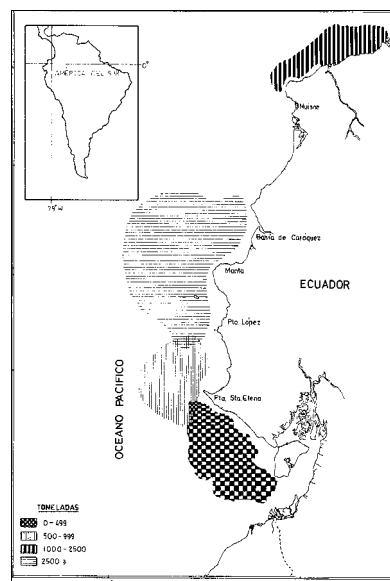 AMERICA DEL SUR
0°
79°W
Muisne
Bahía de Caráquez
Manta
ECUADOR
Pto. López
Pta. Sta. Elena
OCEANO PACIFICO
TONELADAS
0-499
500-999
1000-2500